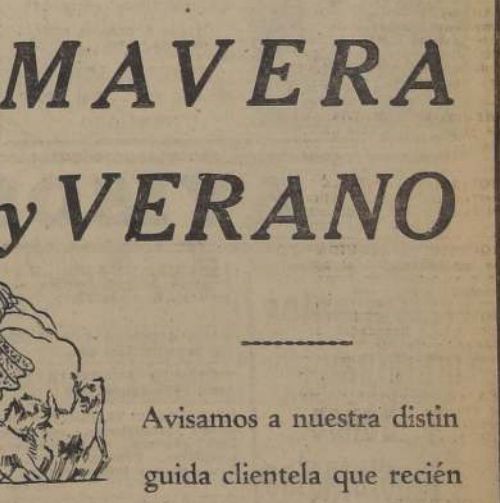 MAVERA
y VERANO
Avisamos a nuestra distin
guida clientela que recién